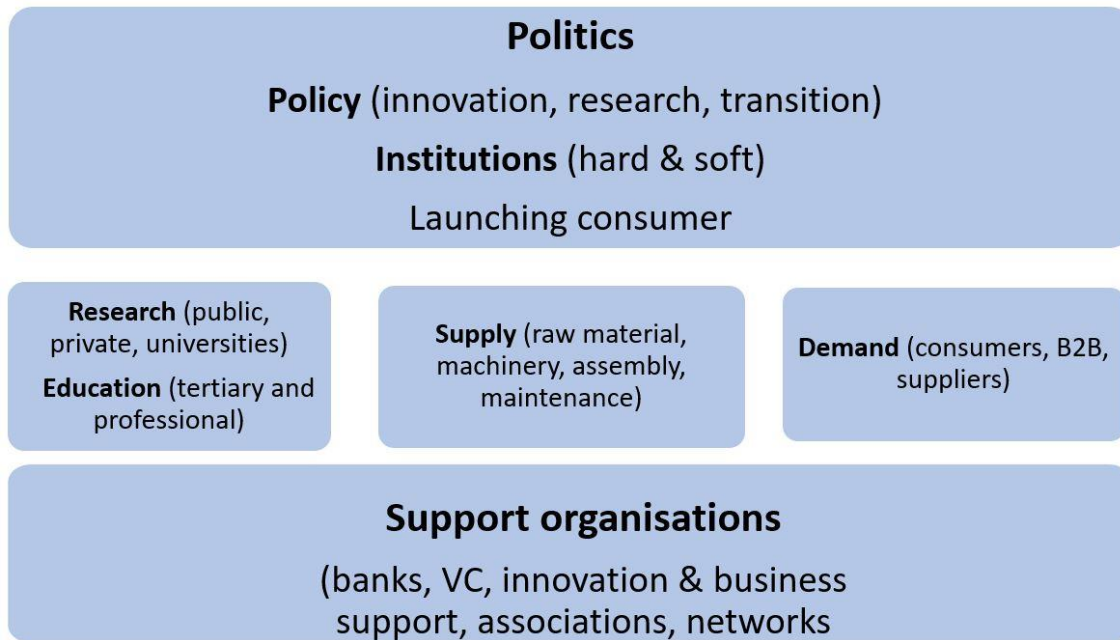 Politics
Policy (innovation, research, transition)
Institutions (hard & soft)
Launching consumer
Research (public,
private, universities)
Education (tertiary and
professional)
Supply (raw material,
machinery, assembly,
maintenance)
Demand (consumers, B2B,
suppliers)
Support organisations
(banks, VC, innovation & business
support, associations, networks